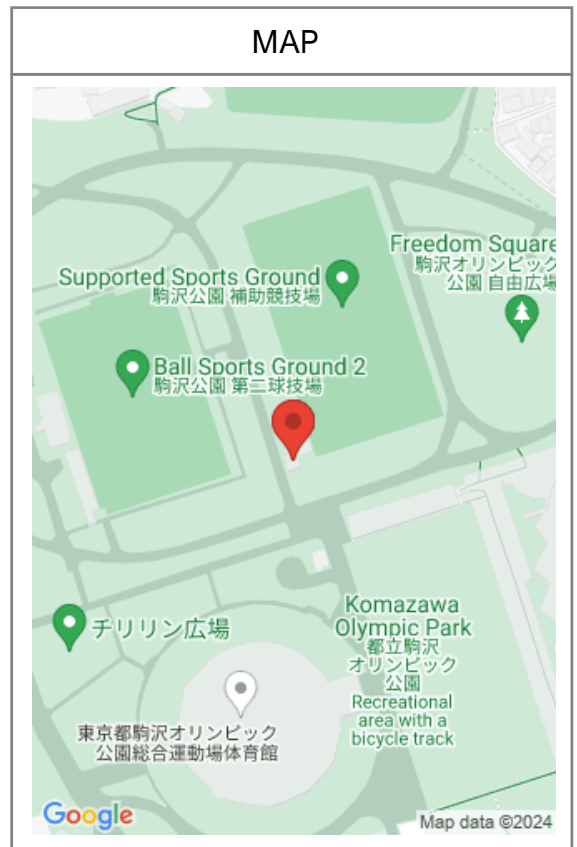 MAP
Freedom Square
駒沢オリンピック
公園 自由広場
Supported Sports Ground
駒沢公園 補助競技場
Ball Sports Ground 2
駒沢公園 第二球技場
Komazawa
Olympic Park
都立駒沢
オリンピック
公園
Recreational
area with a
bicycle track
チリリン広場
東京都駒沢オリンピック
公園総合運動場体育館
Google
Map data ©2024